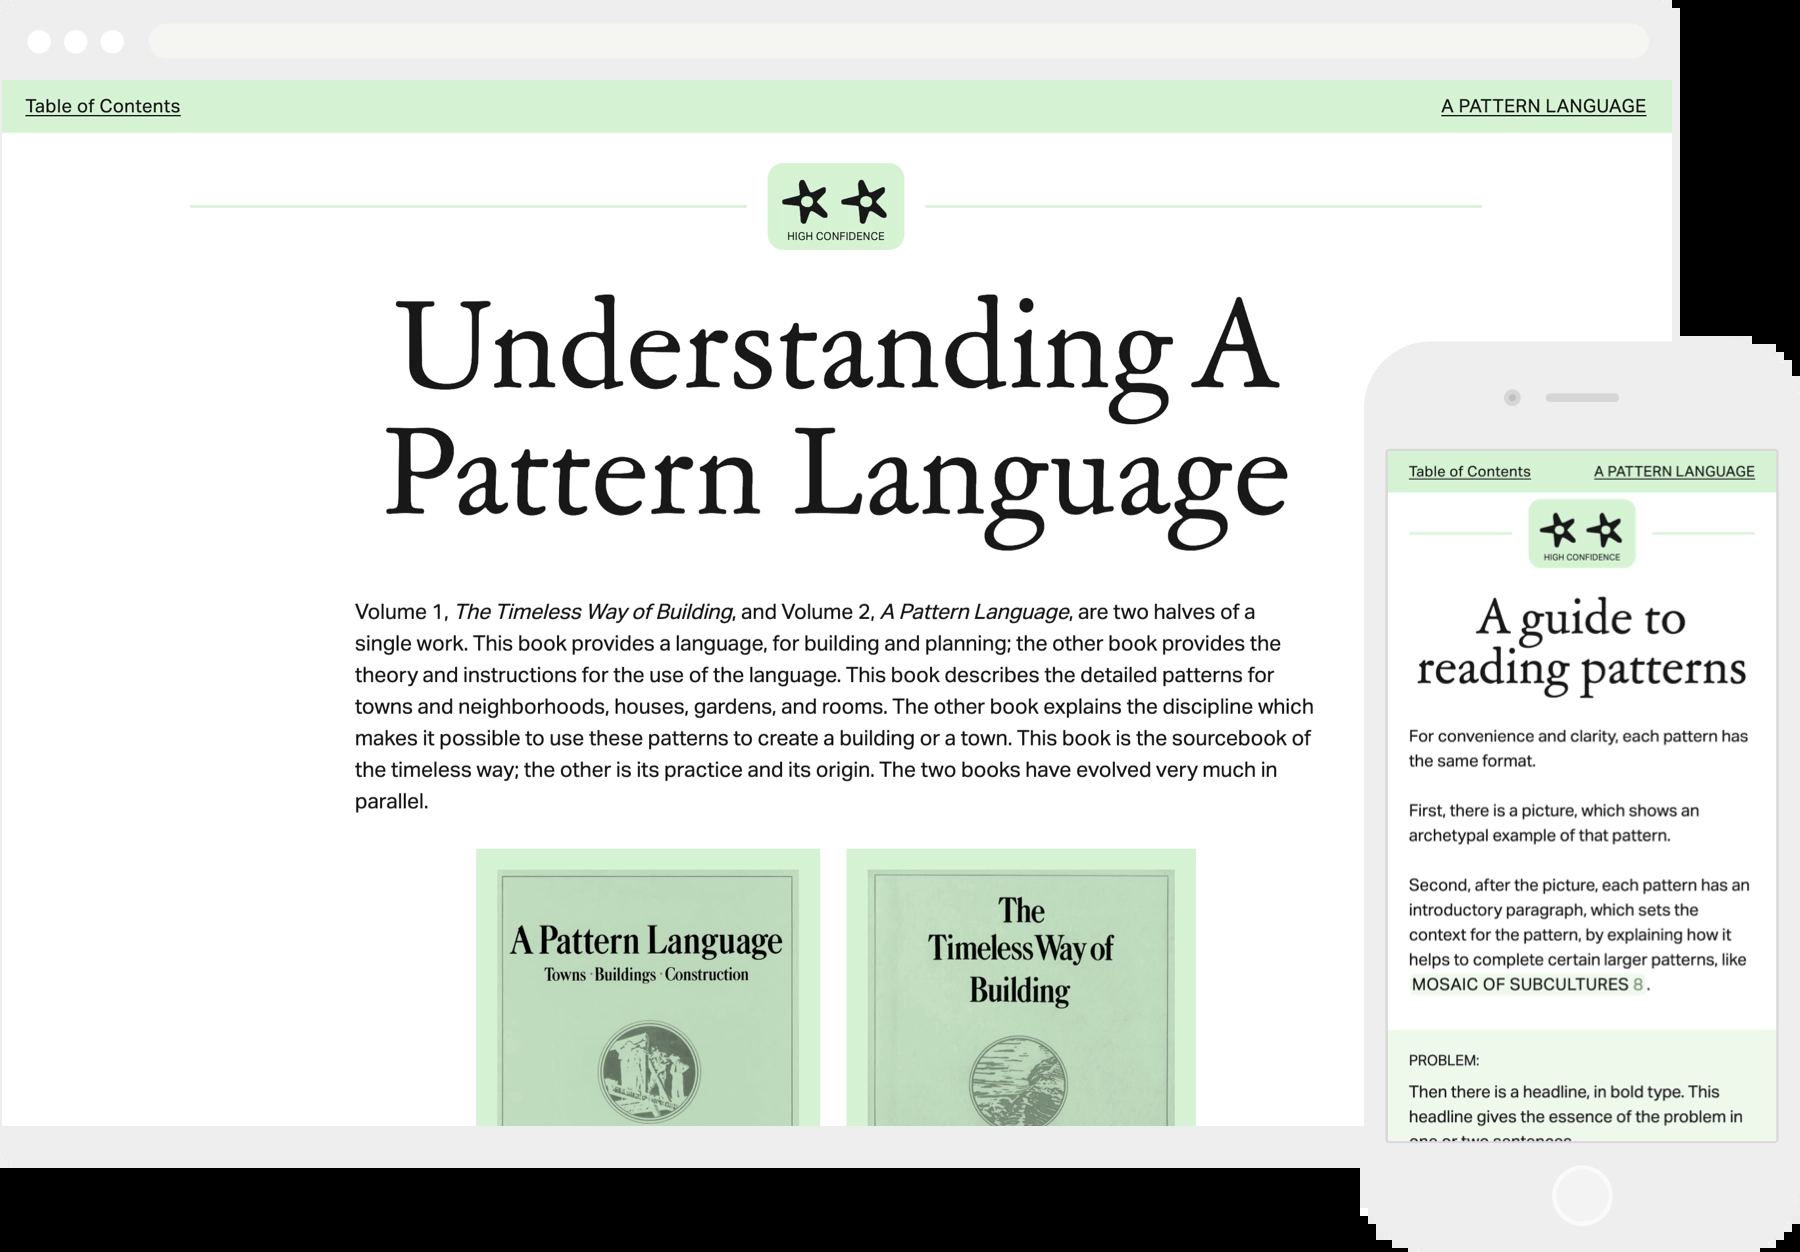 Table of Contents
A PATTERN LANGUAGE
HIGH CONFIDENCE
Understanding A
Pattern Language
Volume 1, The Timeless Way of Building, and Volume 2, A Pattern Language, are two halves of a
single work. This book provides a language, for building and planning; the other book provides the
theory and instructions for the use of the language. This book describes the detailed patterns for
towns and neighborhoods, houses, gardens, and rooms. The other book explains the discipline which
makes it possible to use these patterns to create a building or a town. This book is the sourcebook of
the timeless way; the other is its practice and its origin. The two books have evolved very much in
parallel.
A Pattern Language
Towns · Buildings · Construction
The
Timeless Way of
Building
Table of Contents
A PATTERN LANGUAGE
HIGH CONFIDENCE
A guide to
reading patterns
For convenience and clarity, each pattern has
the same format.
First, there is a picture, which shows an
archetypal example of that pattern.
Second, after the picture, each pattern has an
introductory paragraph, which sets the
context for the pattern, by explaining how it
helps to complete certain larger patterns, like
MOSAIC OF SUBCULTURES 8.
PROBLEM:
Then there is a headline, in bold type. This
headline gives the essence of the problem in
one or two sentences.